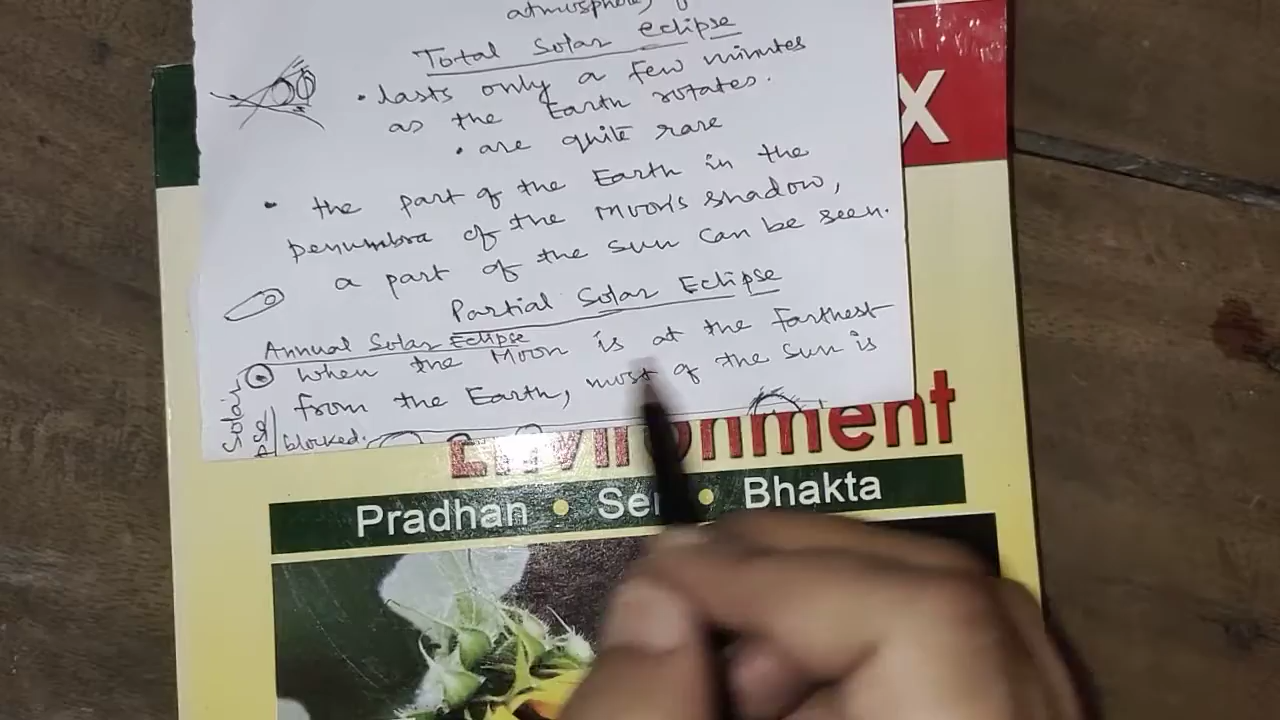 atmosphere,
Total Solar eclipse
• lasts only a few minutes
as the Earth rotates.
• are quite rare
• the part of the Earth in the
penumbra of the Moon's shadow,
a part of the sun can be seen.
Partial Solar Eclipse
Annual Solar Eclipse
when the Moon is at the farthest
from the Earth, most of the sun is
blocked.
Solar
X
Environment
Pradhan • Sen • Bhakta